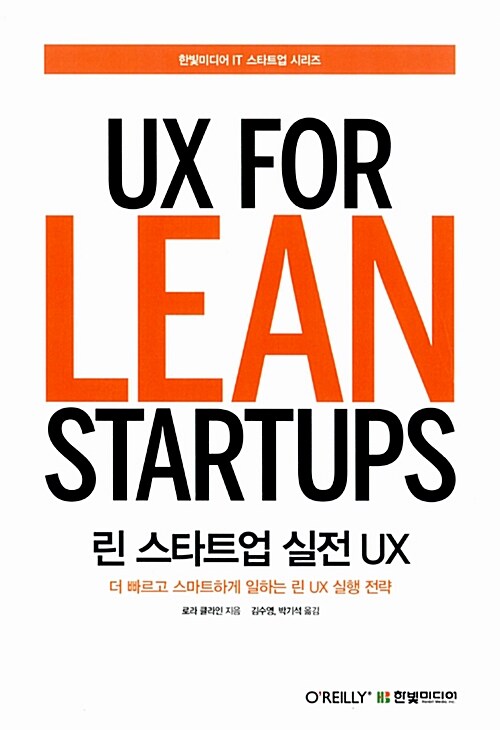 한빛미디어 IT 스타트업 시리즈
UX FOR
LEAN
STARTUPS
린 스타트업 실전 UX
더 빠르고 스마트하게 일하는 린 UX 실행 전략
로라 클라인 지음 김수영, 박기석 옮김
O'REILLY® HB 한빛미디어